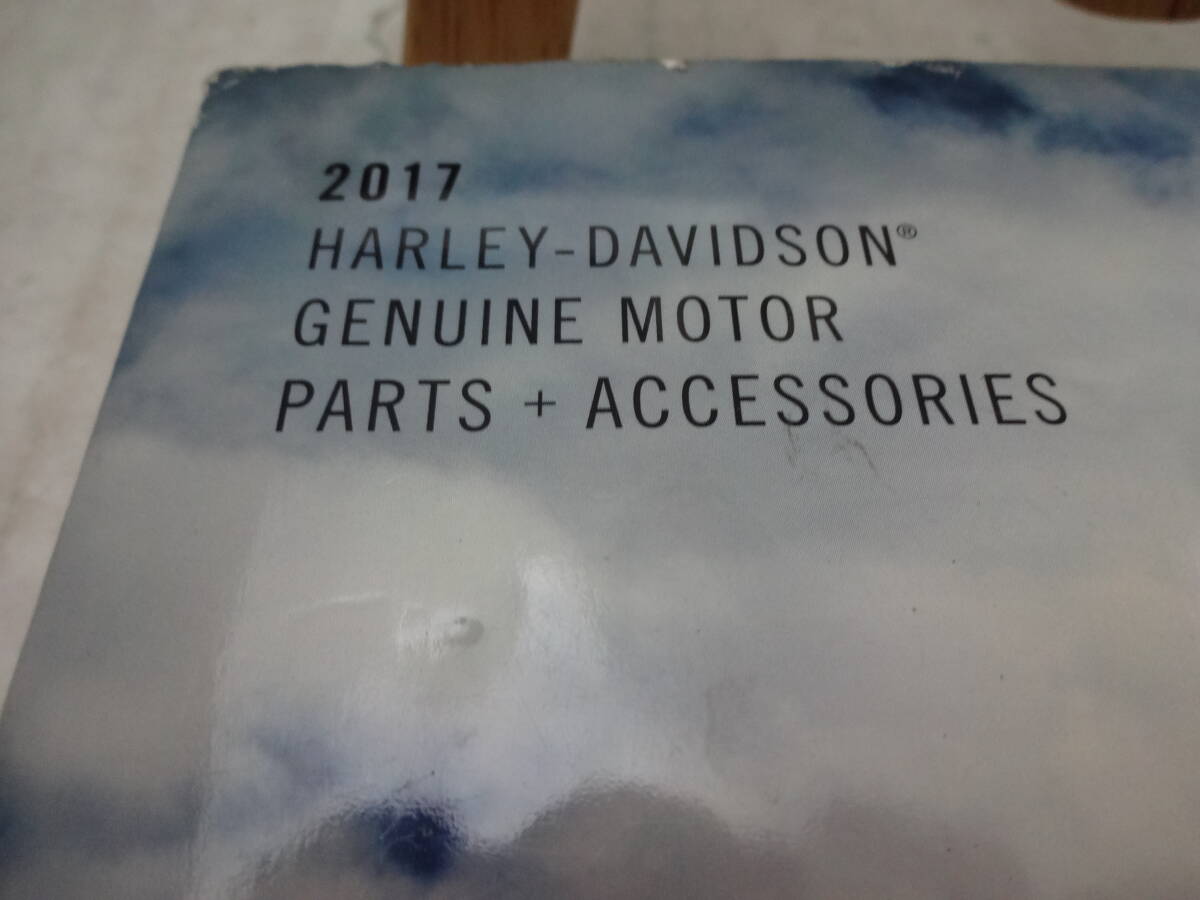 2017
HARLEY-DAVIDSON®
GENUINE MOTOR
PARTS + ACCESSORIES